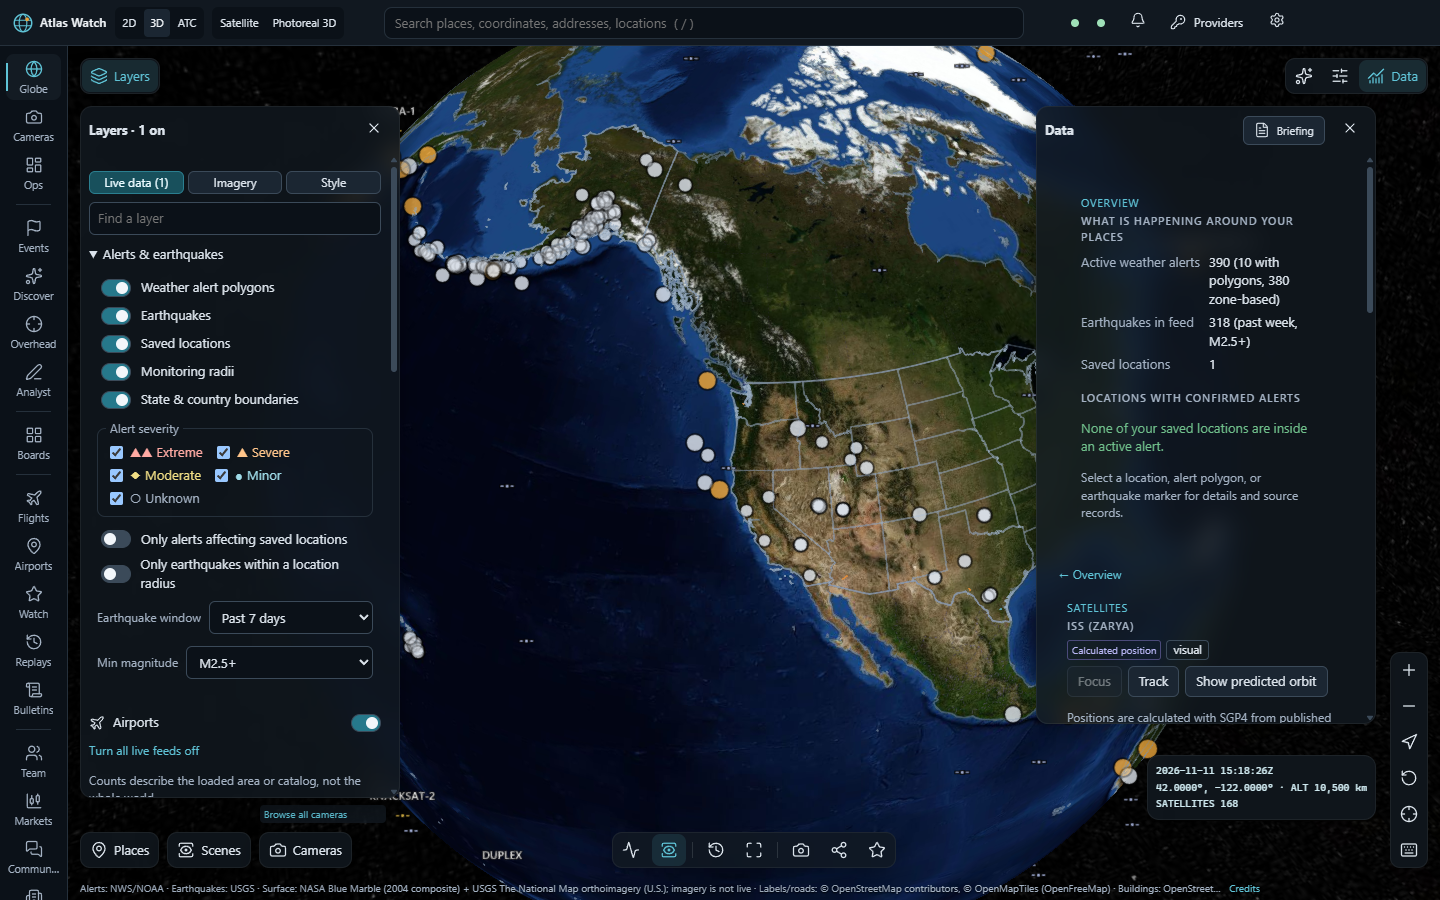 Atlas Watch
2D
3D
ATC
Satellite
Photoreal 3D
Search places, coordinates, addresses, locations ( / )
Providers
Globe
Cameras
Ops
Events
Discover
Overhead
Analyst
Boards
Flights
Airports
Watch
Replays
Bulletins
Team
Markets
Commun...
Layers
Layers · 1 on
Live data (1)
Imagery
Style
Find a layer
▼ Alerts & earthquakes
Weather alert polygons
Earthquakes
Saved locations
Monitoring radii
State & country boundaries
Alert severity
▲▲ Extreme
▲ Severe
◆ Moderate
● Minor
○ Unknown
Only alerts affecting saved locations
Only earthquakes within a location
radius
Earthquake window
Past 7 days
Min magnitude
M2.5+
Airports
Turn all live feeds off
Counts describe the loaded area or catalog, not the
whole world
A-1
KNACKSAT-2
Browse all cameras
DUPLEX
Places
Scenes
Cameras
Data
Data
Briefing
OVERVIEW
WHAT IS HAPPENING AROUND YOUR
PLACES
Active weather alerts
390 (10 with
polygons, 380
zone-based)
Earthquakes in feed
318 (past week,
M2.5+)
Saved locations
1
LOCATIONS WITH CONFIRMED ALERTS
None of your saved locations are inside
an active alert.
Select a location, alert polygon, or
earthquake marker for details and source
records.
← Overview
SATELLITES
ISS (ZARYA)
Calculated position
visual
Focus
Track
Show predicted orbit
Positions are calculated with SGP4 from published
2026-11-11 15:18:26Z
42.0000°, -122.0000° · ALT 10,500 km
SATELLITES 168
Alerts: NWS/NOAA · Earthquakes: USGS · Surface: NASA Blue Marble (2004 composite) + USGS The National Map orthoimagery (U.S.); imagery is not live · Labels/roads: © OpenStreetMap contributors, © OpenMapTiles (OpenFreeMap) · Buildings: OpenStreet...
Credits